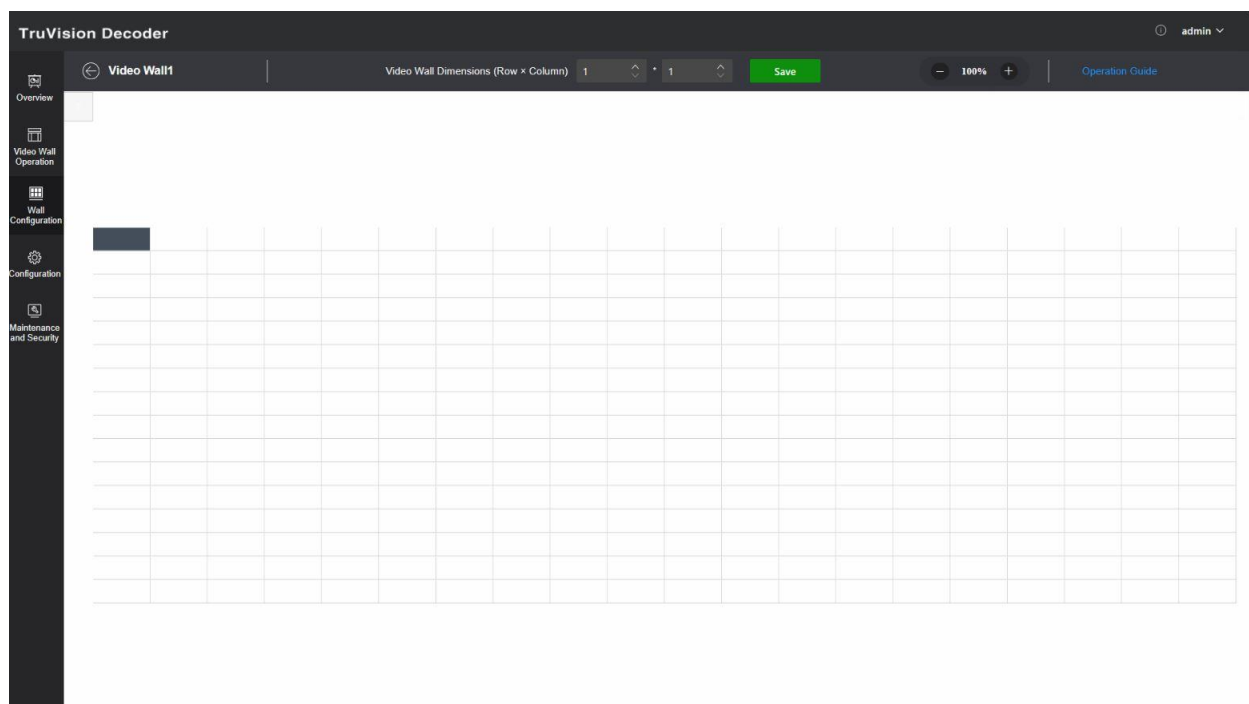 TruVision Decoder
admin
Video Wall1
Video Wall Dimensions (Row × Column) 1 * 1
Save
100%
Operation Guide
Overview
Video Wall
Operation
Wall
Configuration
Configuration
Maintenance
and Security